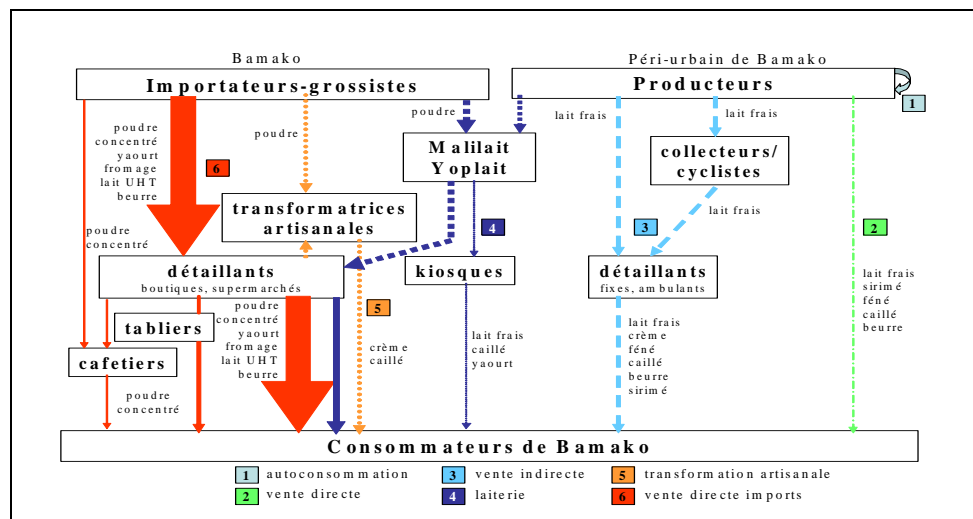 Bamako
Péri-urbain de Bamako
Importateurs-grossistes
Producteurs
1
poudre
concentré
yaourt
fromage
lait UHT
beurre
6
poudre
poudre
lait frais
lait frais
Malilait
Yoplait
collecteurs/
cyclistes
transformatrices
artisanales
lait frais
poudre
concentré
4
3
2
détaillants
boutiques, supermarchés
kiosques
détaillants
fixes, ambulants
lait frais
sirimé
féné
caillé
beurre
tabliers
poudre
concentré
yaourt
fromage
lait UHT
beurre
5
cafetiers
crème
caillé
lait frais
caillé
yaourt
lait frais
crème
féné
caillé
beurre
sirimé
poudre
concentré
Consommateurs de Bamako
1 autoconsommation
3 vente indirecte
5 transformation artisanale
2 vente directe
4 laiterie
6 vente directe imports